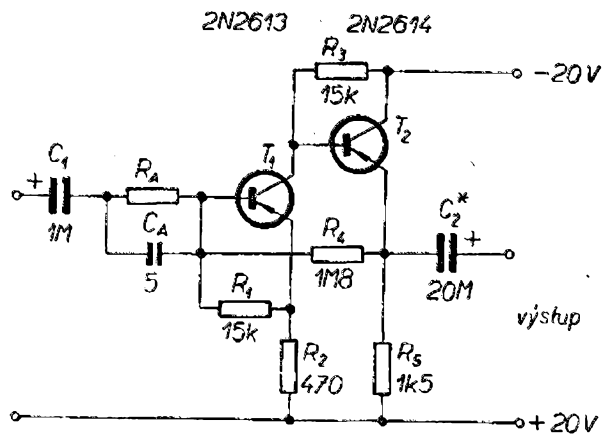 2N2613 2N2614
R3
15k
−20V
T2
C1
+
1M
RA
CA
5
T1
R4
1M8
C2*
+
20M
R1
15k
výstup
R2
470
R5
1k5
+20V